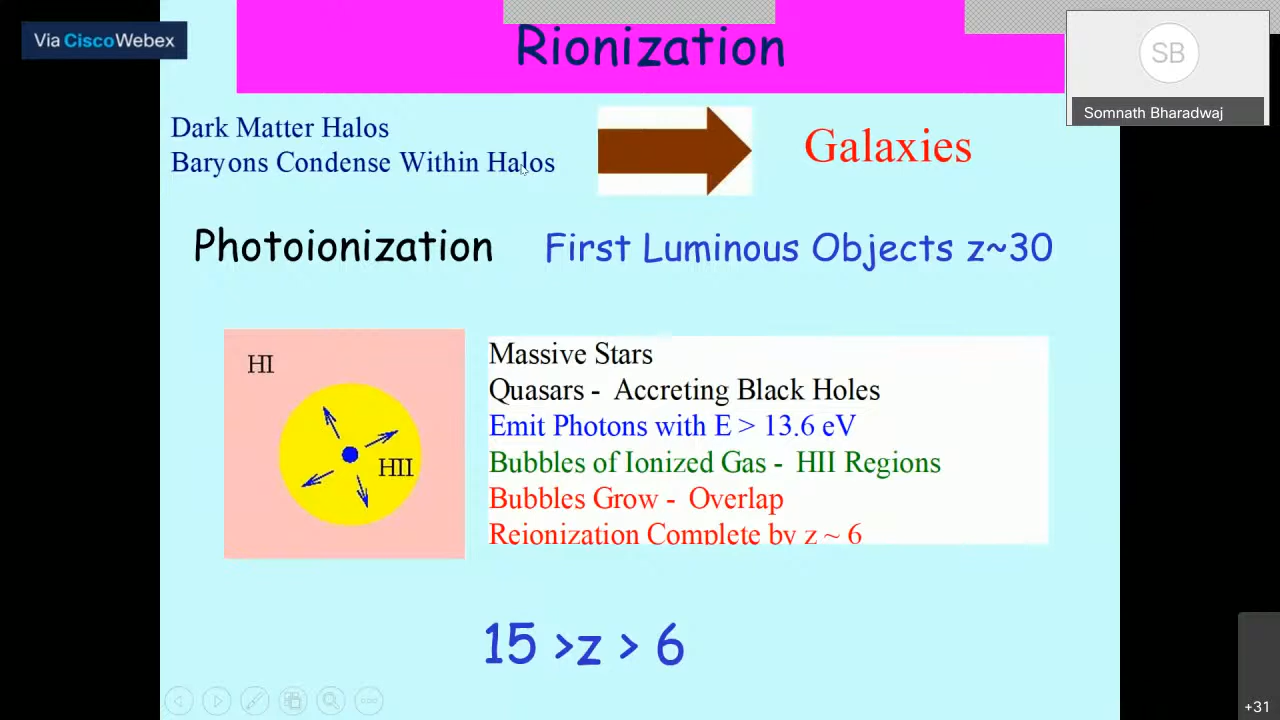 Via Cisco Webex
Rionization
SB
Somnath Bharadwaj
Dark Matter Halos
Baryons Condense Within Halos
Galaxies
Photoionization
First Luminous Objects z~30
HI
HII
Massive Stars
Quasars - Accreting Black Holes
Emit Photons with E > 13.6 eV
Bubbles of Ionized Gas - HII Regions
Bubbles Grow - Overlap
Reionization Complete by z ~ 6
15 >z > 6
+31